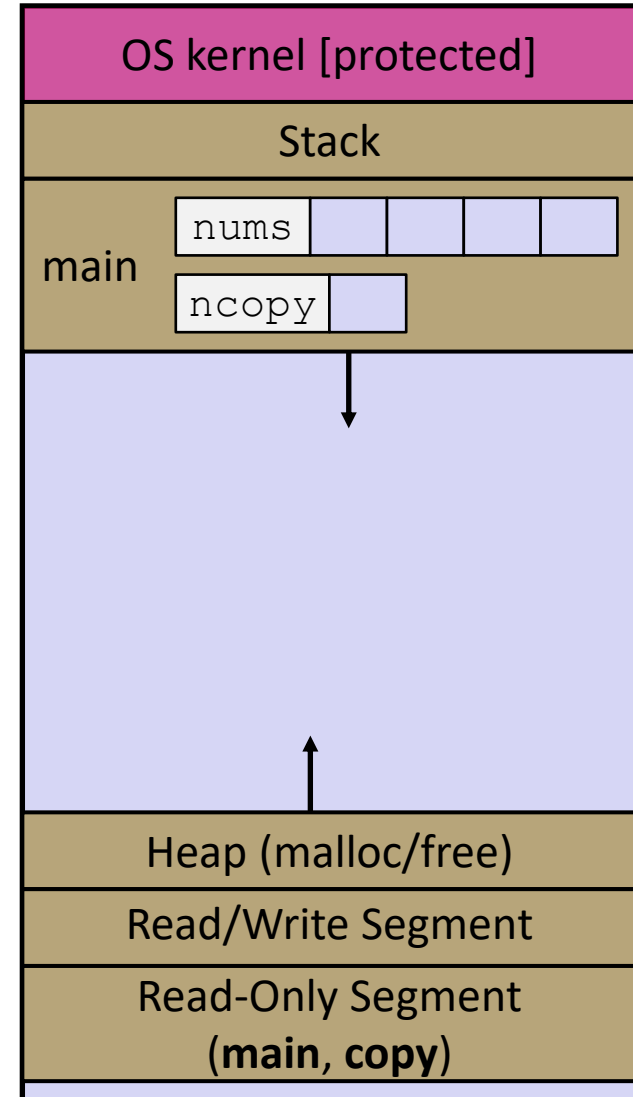 OS kernel [protected]
Stack
main
nums
ncopy
Heap (malloc/free)
Read/Write Segment
Read-Only Segment
(main, copy)